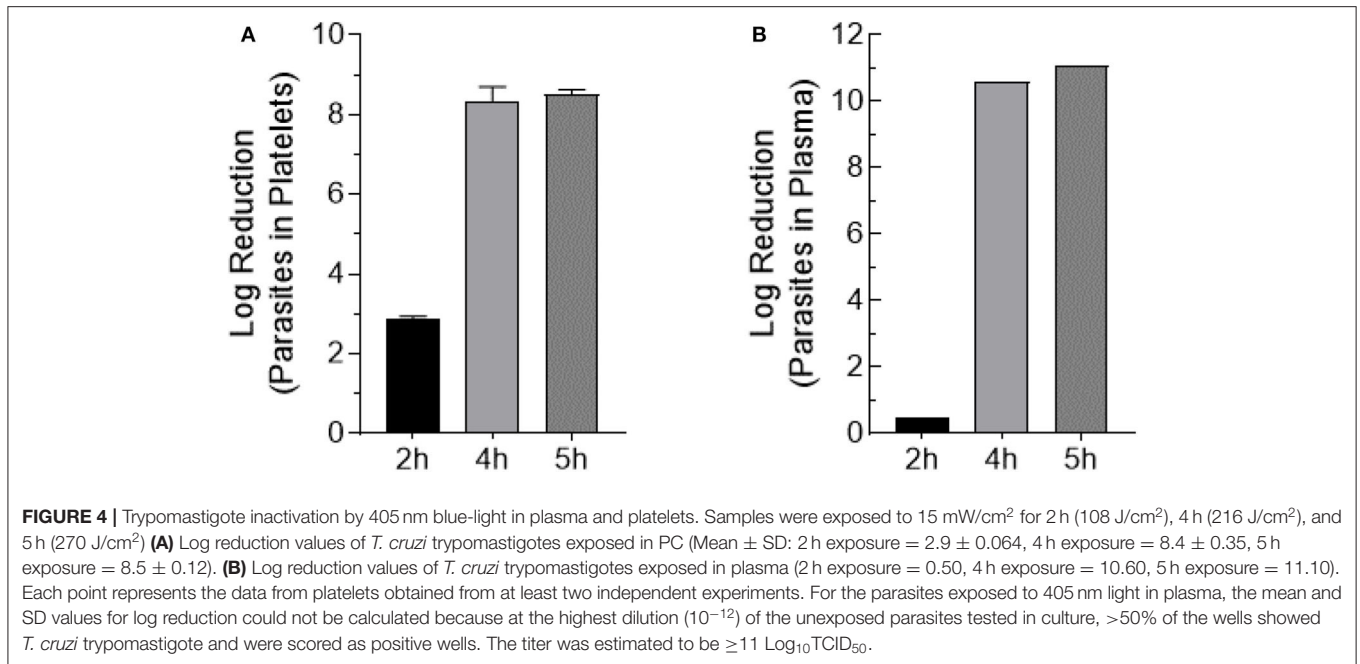 A
10
8
6
4
2
0
Log Reduction
(Parasites in Platelets)
2h 4h 5h
B
12
10
8
6
4
2
0
Log Reduction
(Parasites in Plasma)
2h 4h 5h
FIGURE 4 | Trypomastigote inactivation by 405 nm blue-light in plasma and platelets. Samples were exposed to 15 mW/cm² for 2 h (108 J/cm²), 4 h (216 J/cm²), and
5 h (270 J/cm²) (A) Log reduction values of T. cruzi trypomastigotes exposed in PC (Mean ± SD: 2 h exposure = 2.9 ± 0.064, 4 h exposure = 8.4 ± 0.35, 5 h
exposure = 8.5 ± 0.12). (B) Log reduction values of T. cruzi trypomastigotes exposed in plasma (2 h exposure = 0.50, 4 h exposure = 10.60, 5 h exposure = 11.10).
Each point represents the data from platelets obtained from at least two independent experiments. For the parasites exposed to 405 nm light in plasma, the mean and
SD values for log reduction could not be calculated because at the highest dilution (10⁻¹²) of the unexposed parasites tested in culture, >50% of the wells showed
T. cruzi trypomastigote and were scored as positive wells. The titer was estimated to be ≥11 Log₁₀TCID₅₀.